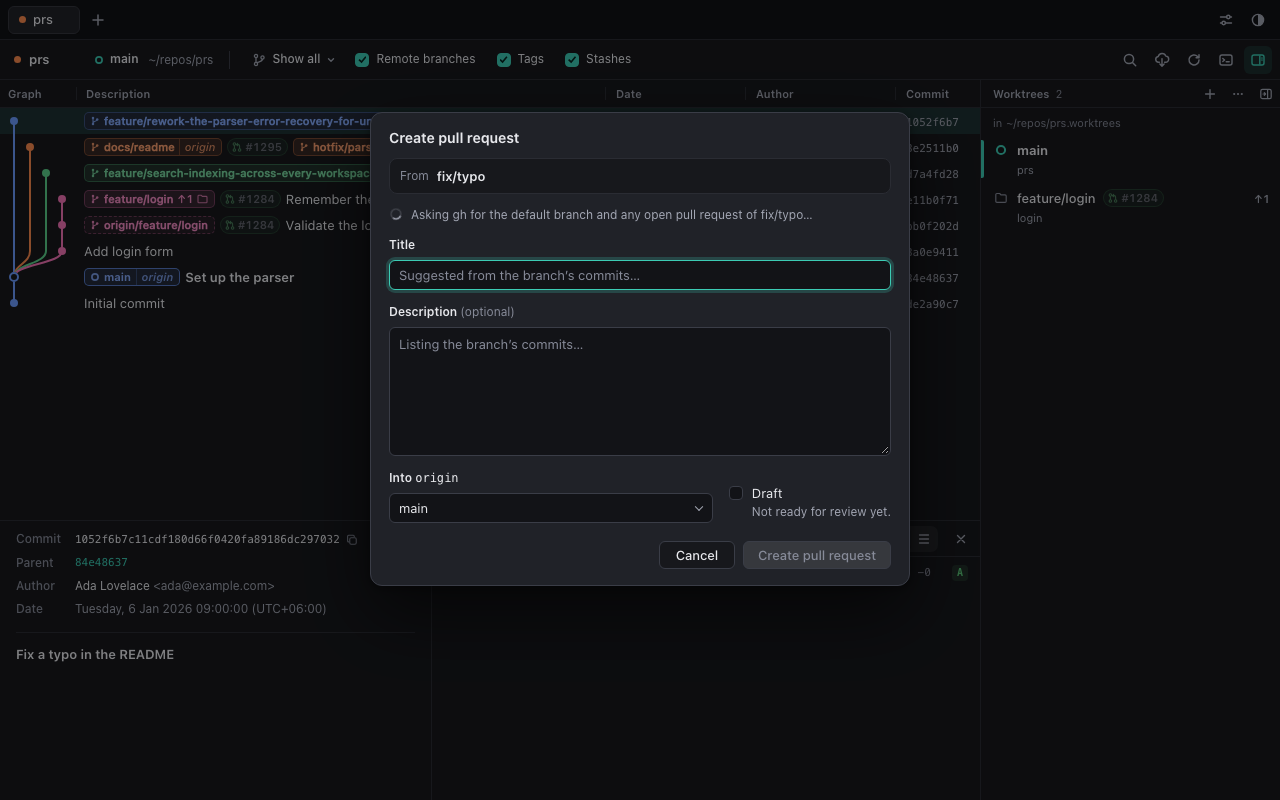 prs
prs main ~/repos/prs Show all Remote branches Tags Stashes
Graph Description Date Author Commit Worktrees 2
feature/rework-the-parser-error-recovery-for-un 1052f6b7
in ~/repos/prs.worktrees
docs/readme origin #1295 hotfix/pars 3e2511b0
main
prs
feature/search-indexing-across-every-workspac d7a4fd28
feature/login ↑1 #1284 Remember the e11b0f71
feature/login #1284 ↑1
login
origin/feature/login #1284 Validate the lo bb0f202d
Add login form 3a0e9411
main origin Set up the parser 84e48637
Initial commit de2a90c7
Create pull request
From fix/typo
Asking gh for the default branch and any open pull request of fix/typo…
Title
Suggested from the branch’s commits…
Description (optional)
Listing the branch’s commits…
Into origin
main
Draft
Not ready for review yet.
Cancel Create pull request
Commit 1052f6b7c11cdf180d66f0420fa89186dc297032
Parent 84e48637
Author Ada Lovelace <ada@example.com>
Date Tuesday, 6 Jan 2026 09:00:00 (UTC+06:00)
Fix a typo in the README
−0 A